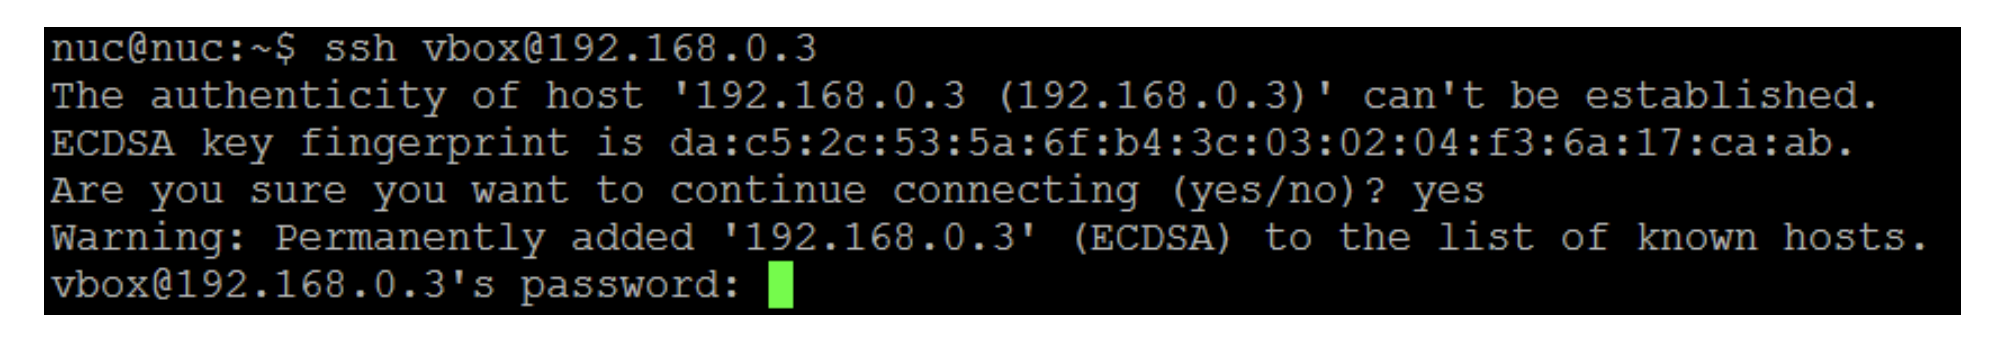 nuc@nuc:~$ ssh vbox@192.168.0.3
The authenticity of host '192.168.0.3 (192.168.0.3)' can't be established.
ECDSA key fingerprint is da:c5:2c:53:5a:6f:b4:3c:03:02:04:f3:6a:17:ca:ab.
Are you sure you want to continue connecting (yes/no)? yes
Warning: Permanently added '192.168.0.3' (ECDSA) to the list of known hosts.
vbox@192.168.0.3's password: